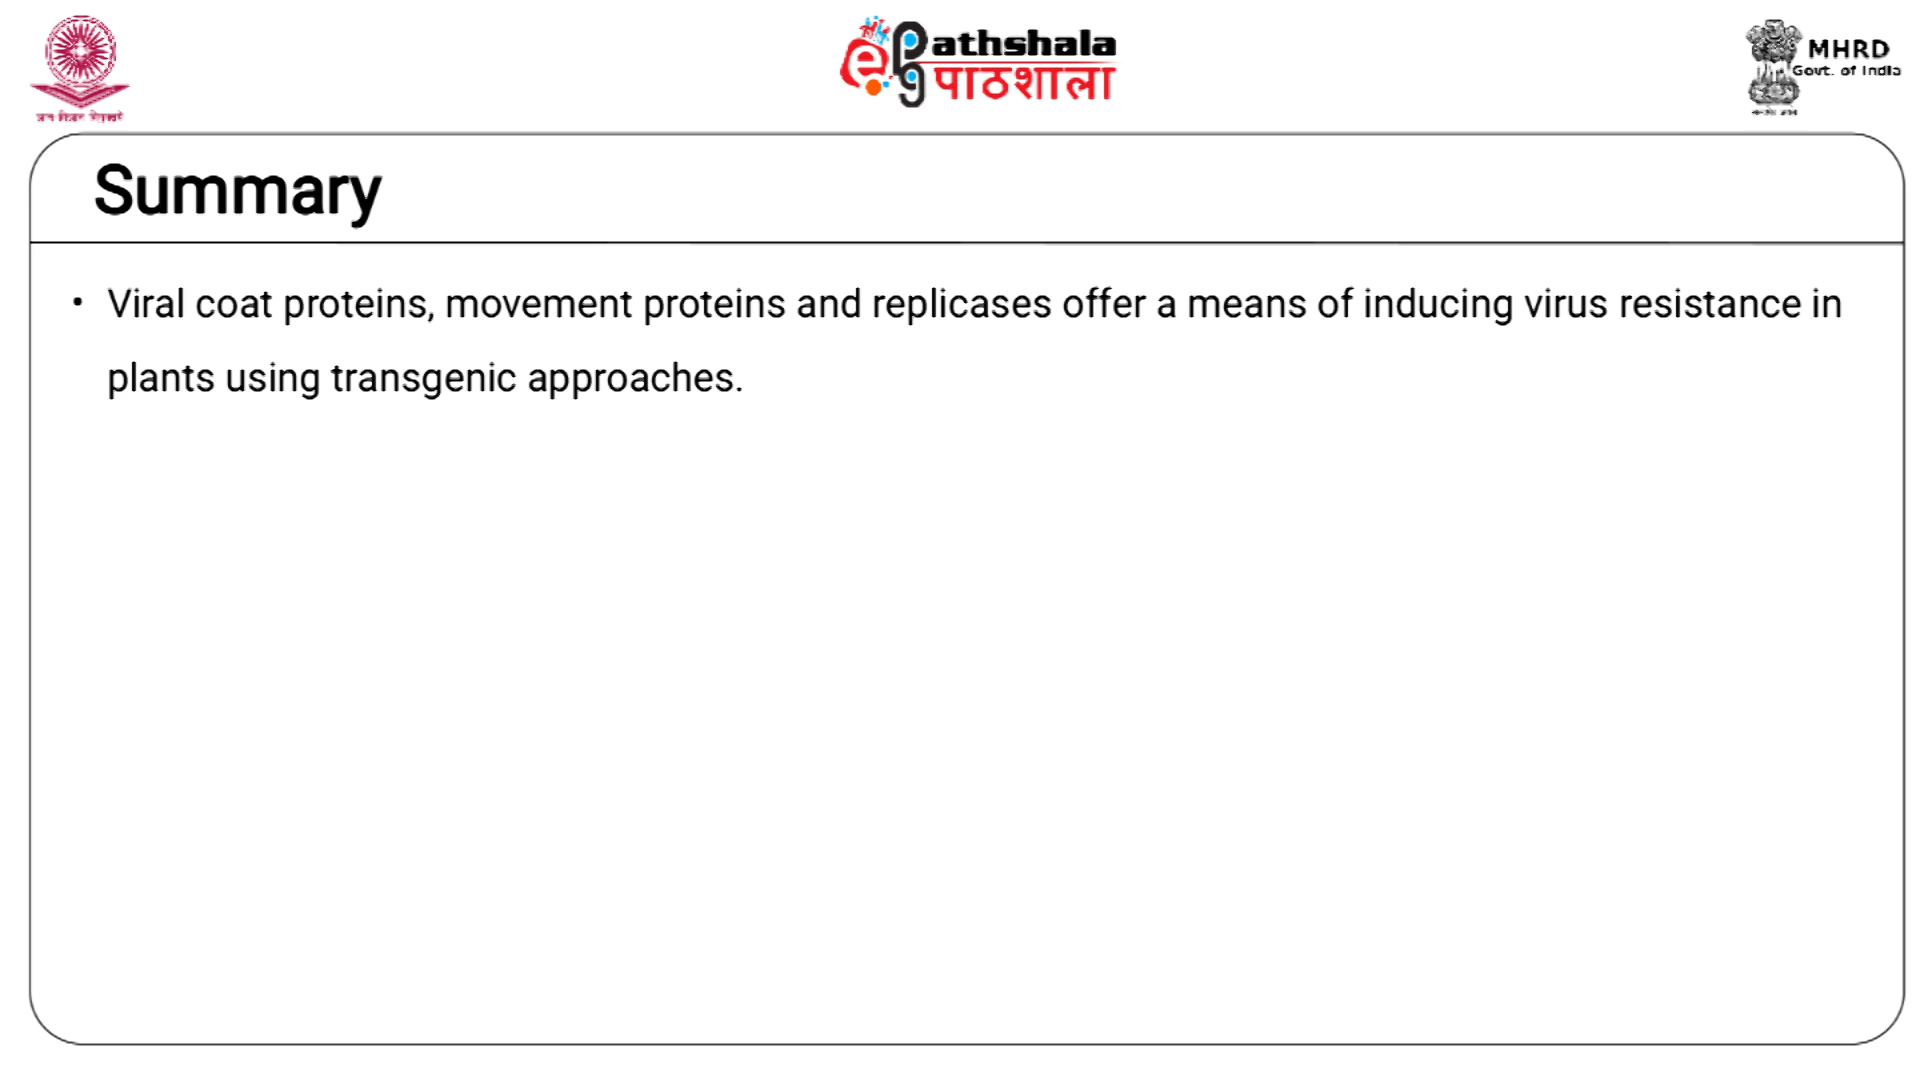 e pg athshala
पाठशाला
MHRD
Govt. of India
Summary
• Viral coat proteins, movement proteins and replicases offer a means of inducing virus resistance in
plants using transgenic approaches.